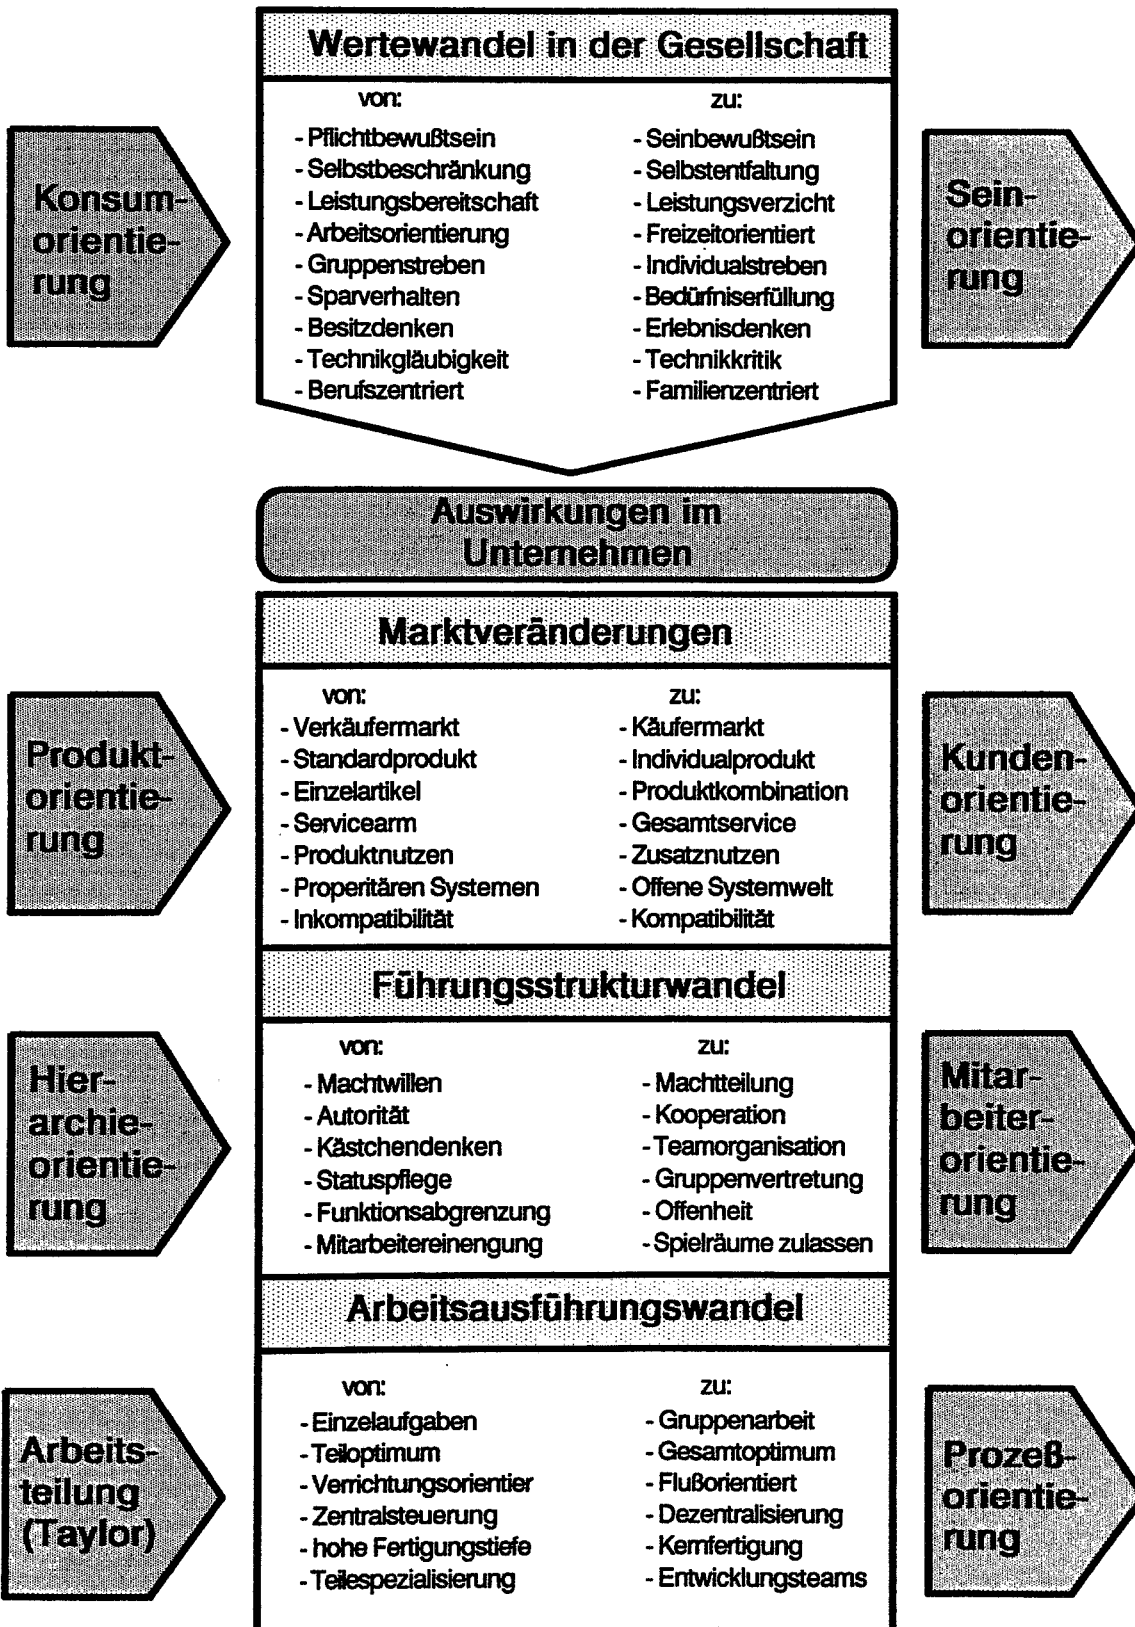 Wertewandel in der Gesellschaft
von: zu:
Konsum-
orientie-
rung
- Pflichtbewußtsein - Seinbewußtsein
- Selbstbeschränkung - Selbstentfaltung
- Leistungsbereitschaft - Leistungsverzicht
- Arbeitsorientierung - Freizeitorientiert
- Gruppenstreben - Individualstreben
- Sparverhalten - Bedürfniserfüllung
- Besitzdenken - Erlebnisdenken
- Technikgläubigkeit - Technikkritik
- Berufszentriert - Familienzentriert
Sein-
orientie-
rung
Auswirkungen im
Unternehmen
Marktveränderungen
von: zu:
Produkt-
orientie-
rung
- Verkäufermarkt - Käufermarkt
- Standardprodukt - Individualprodukt
- Einzelartikel - Produktkombination
- Servicearm - Gesamtservice
- Produktnutzen - Zusatznutzen
- Properitären Systemen - Offene Systemwelt
- Inkompatibilität - Kompatibilität
Kunden-
orientie-
rung
Führungsstrukturwandel
von: zu:
Hier-
archie-
orientie-
rung
- Machtwillen - Machtteilung
- Autorität - Kooperation
- Kästchendenken - Teamorganisation
- Statuspflege - Gruppenvertretung
- Funktionsabgrenzung - Offenheit
- Mitarbeitereinengung - Spielräume zulassen
Mitar-
beiter-
orientie-
rung
Arbeitsausführungswandel
von: zu:
Arbeits-
teilung
(Taylor)
- Einzelaufgaben - Gruppenarbeit
- Teiloptimum - Gesamtoptimum
- Verrichtungsorientier - Flußorientiert
- Zentralsteuerung - Dezentralisierung
- hohe Fertigungstiefe - Kernfertigung
- Teilespezialisierung - Entwicklungsteams
Prozeß-
orientie-
rung